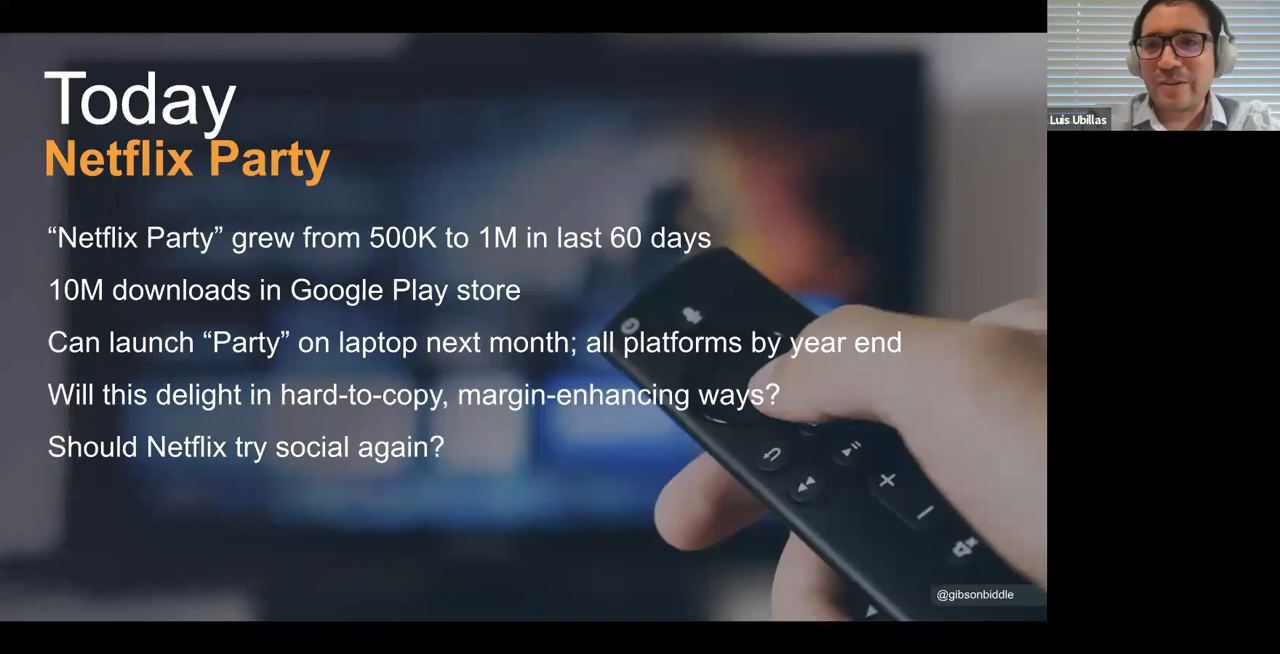 Today
Netflix Party
“Netflix Party” grew from 500K to 1M in last 60 days
10M downloads in Google Play store
Can launch “Party” on laptop next month; all platforms by year end
Will this delight in hard-to-copy, margin-enhancing ways?
Should Netflix try social again?
@gibsonbiddle
Luis Ubillas